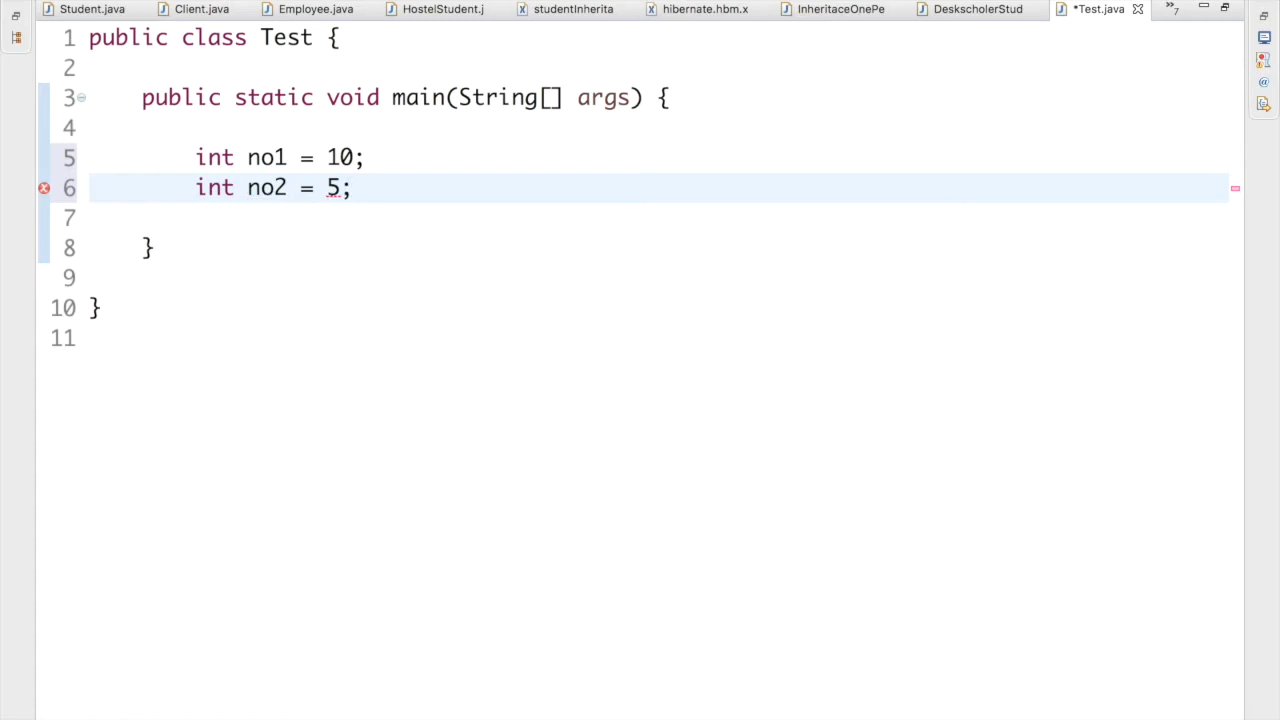 Student.java Client.java Employee.java HostelStudent.j studentInherita hibernate.hbm.x InheritaceOnePe DeskscholerStud *Test.java »7
1 public class Test {
2
3 public static void main(String[] args) {
4
5 int no1 = 10;
6 int no2 = 5;
7
8 }
9
10 }
11